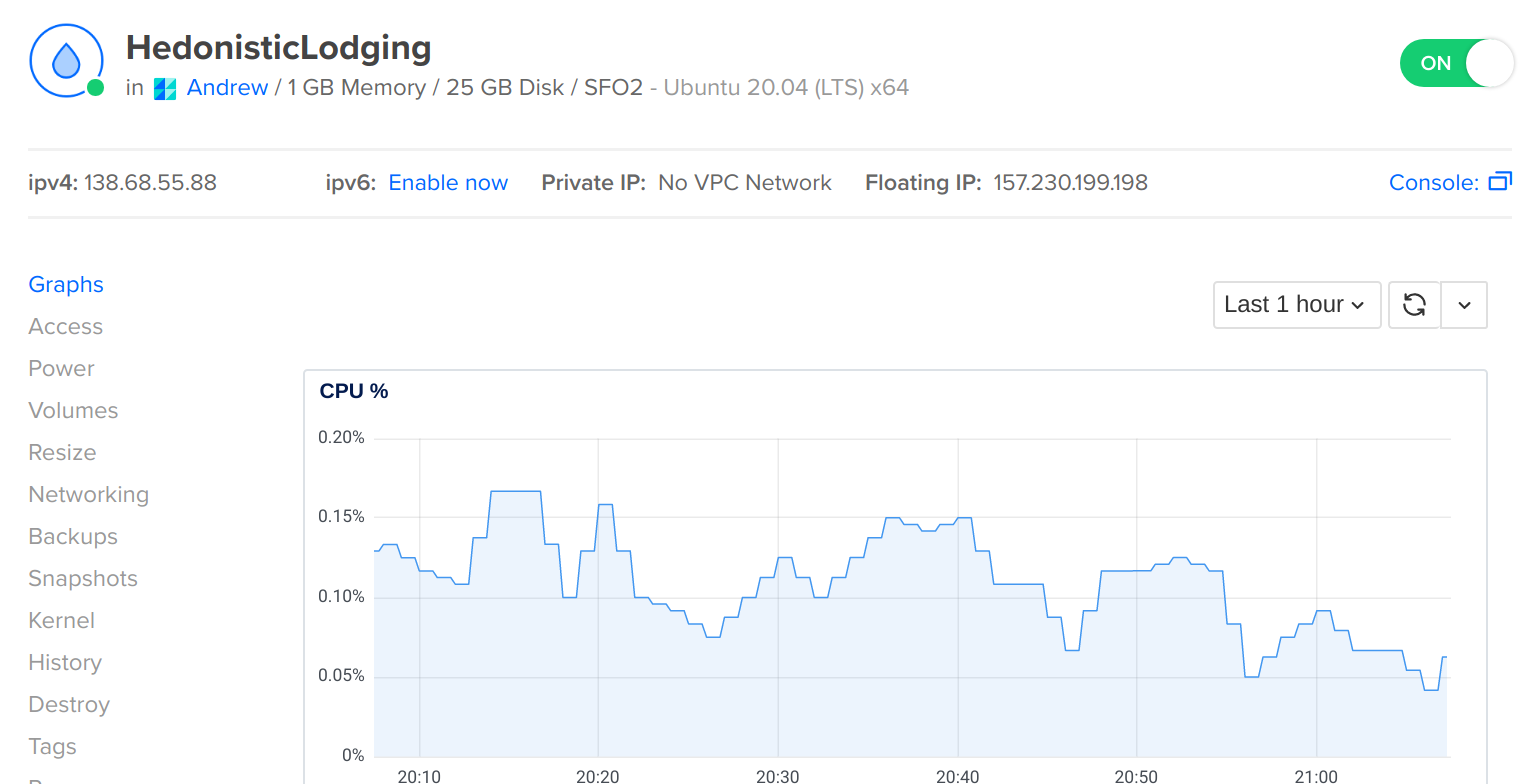 HedonisticLodging
in Andrew / 1 GB Memory / 25 GB Disk / SFO2 - Ubuntu 20.04 (LTS) x64
ON
ipv4: 138.68.55.88 ipv6: Enable now Private IP: No VPC Network Floating IP: 157.230.199.198 Console:
Graphs
Access
Power
Volumes
Resize
Networking
Backups
Snapshots
Kernel
History
Destroy
Tags
Last 1 hour
CPU %
0.20%
0.15%
0.10%
0.05%
0%
20:10 20:20 20:30 20:40 20:50 21:00